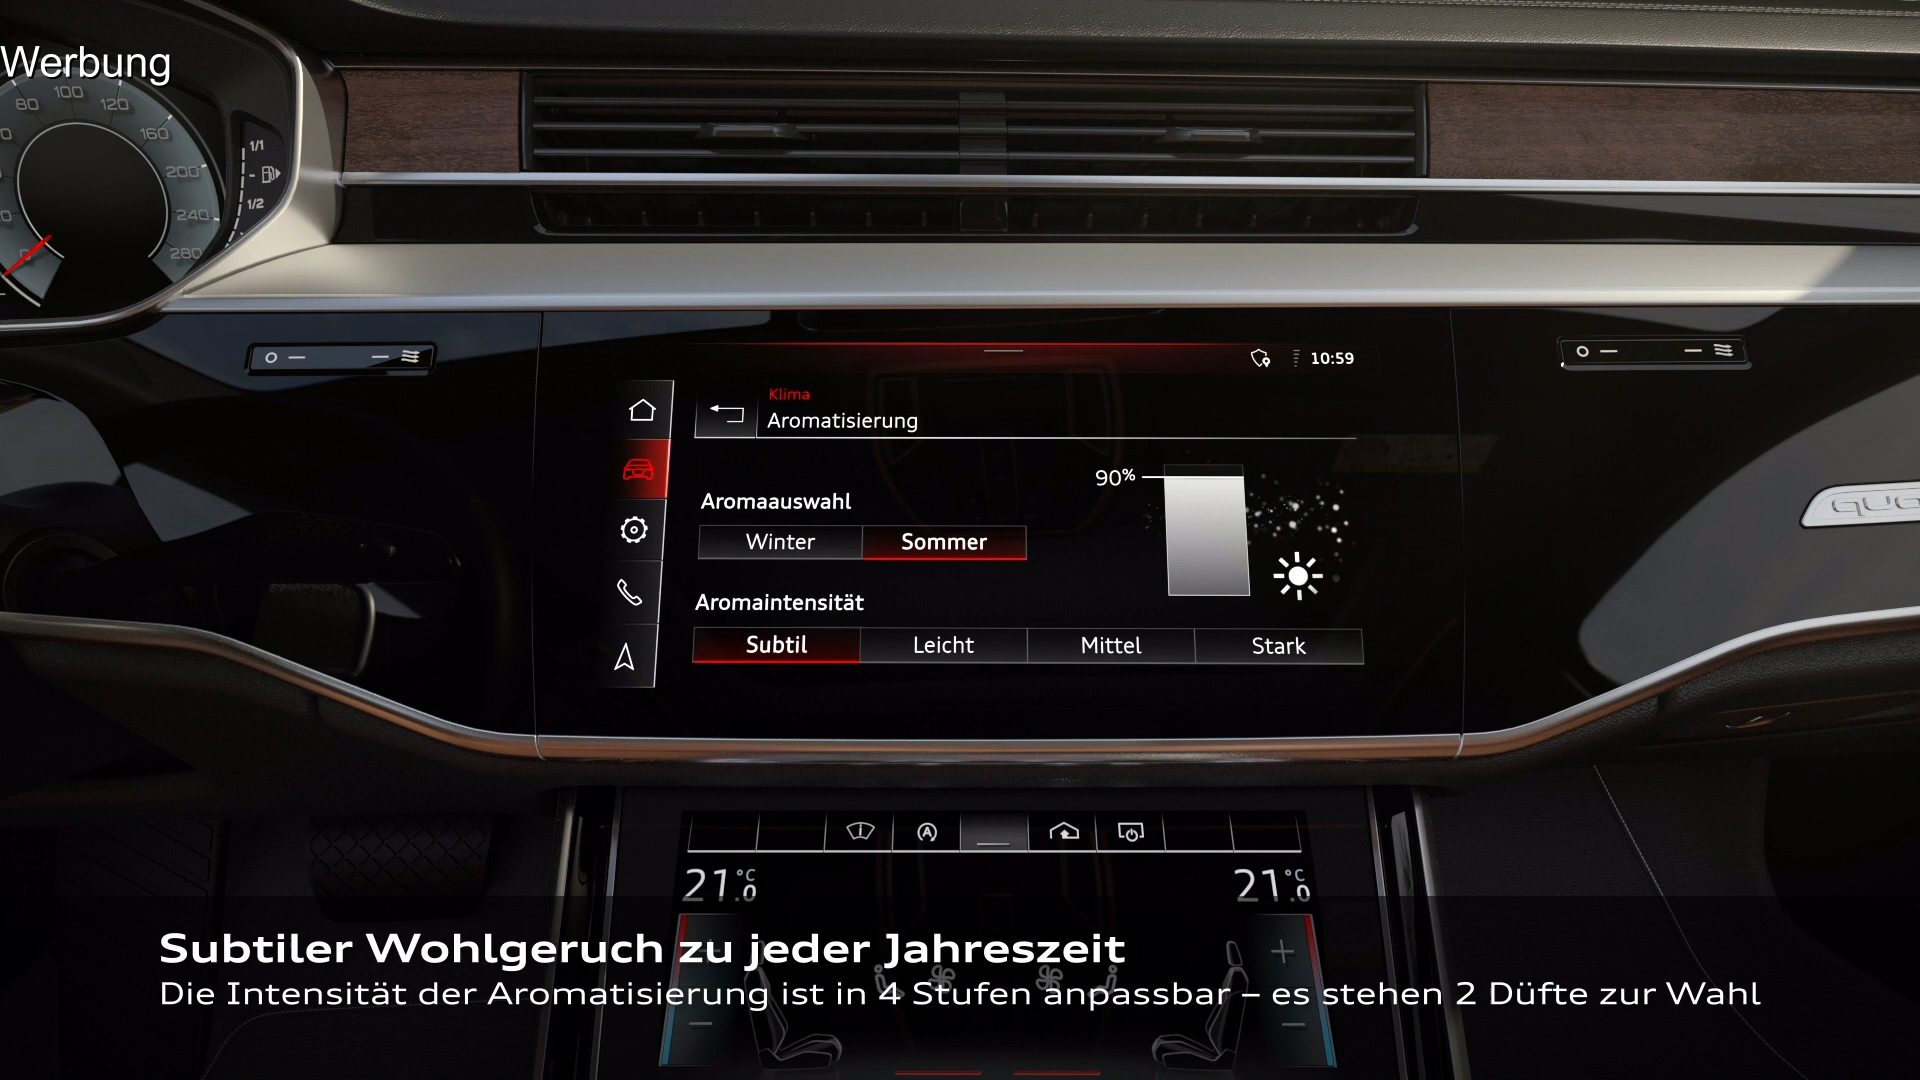 Werbung
80 100 120
160
200
240
280
1/1
1/2
10:59
Klima
Aromatisierung
90%
Aromaauswahl
Winter Sommer
Aromaintensität
Subtil Leicht Mittel Stark
21.0 °C 21.0 °C
Subtiler Wohlgeruch zu jeder Jahreszeit
Die Intensität der Aromatisierung ist in 4 Stufen anpassbar – es stehen 2 Düfte zur Wahl